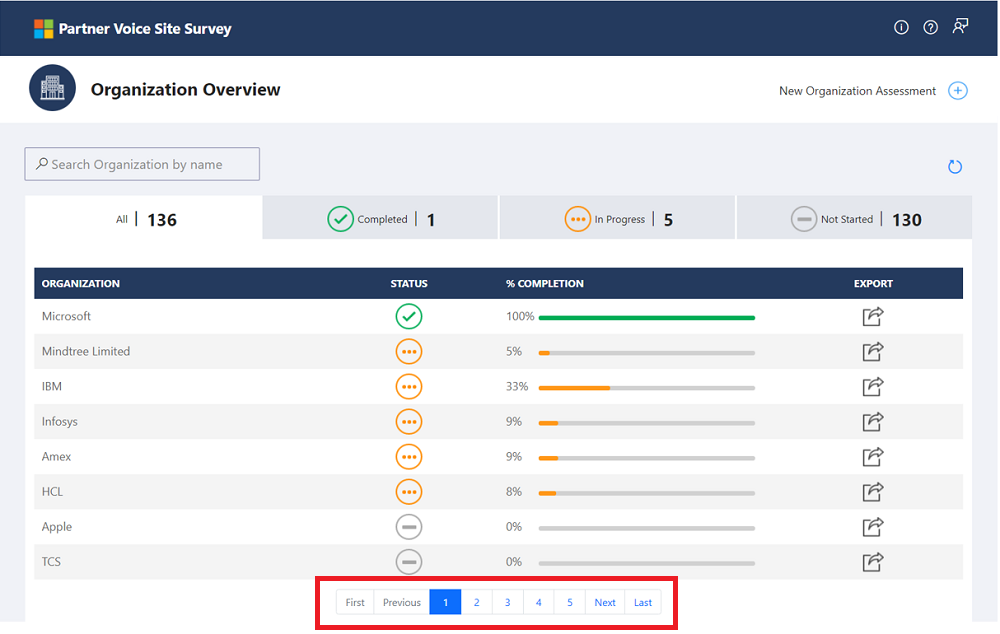 Partner Voice Site Survey
Organization Overview
New Organization Assessment
Search Organization by name
All | 136
Completed | 1
In Progress | 5
Not Started | 130
ORGANIZATION STATUS % COMPLETION EXPORT
Microsoft 100%
Mindtree Limited 5%
IBM 33%
Infosys 9%
Amex 9%
HCL 8%
Apple 0%
TCS 0%
First Previous 1 2 3 4 5 Next Last